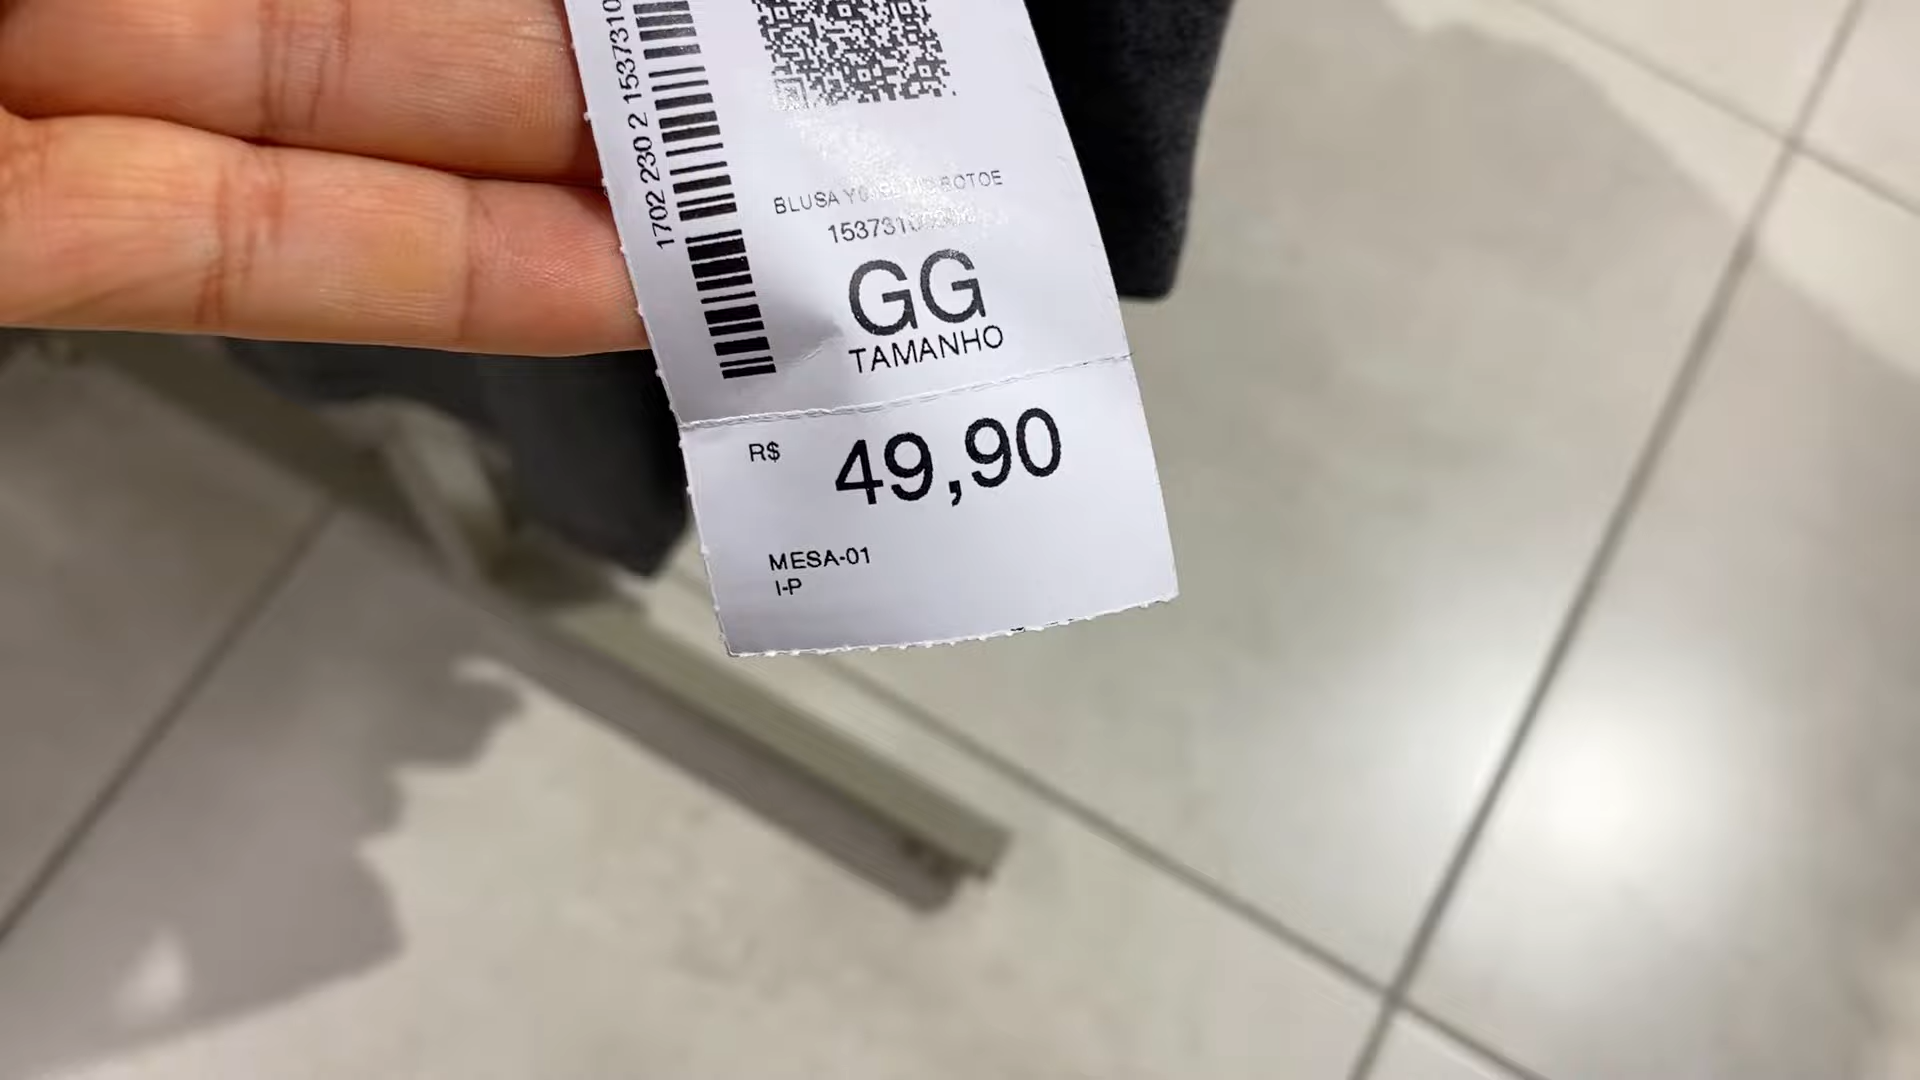 1702 230 2 1537310
BLUSA
GG
TAMANHO
R$ 49,90
MESA-01
I-P